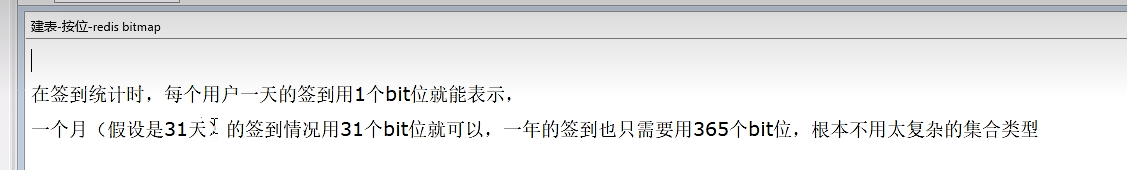 建表-按位-redis bitmap
在签到统计时，每个用户一天的签到用1个bit位就能表示，
一个月（假设是31天）的签到情况用31个bit位就可以，一年的签到也只需要用365个bit位，根本不用太复杂的集合类型